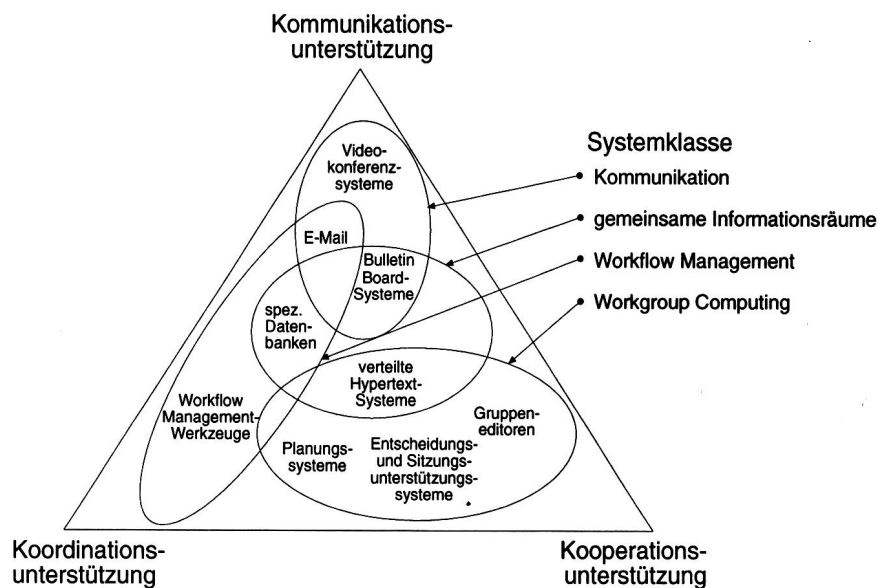 Kommunikations-
unterstützung
Systemklasse
Video-
konferenz-
systeme
Kommunikation
gemeinsame Informationsräume
E-Mail
Bulletin
Board-
Systeme
Workflow Management
Workgroup Computing
spez.
Daten-
banken
verteilte
Hypertext-
Systeme
Workflow
Management-
Werkzeuge
Gruppen-
editoren
Planungs-
systeme
Entscheidungs-
und Sitzungs-
unterstützungs-
systeme
Koordinations-
unterstützung
Kooperations-
unterstützung